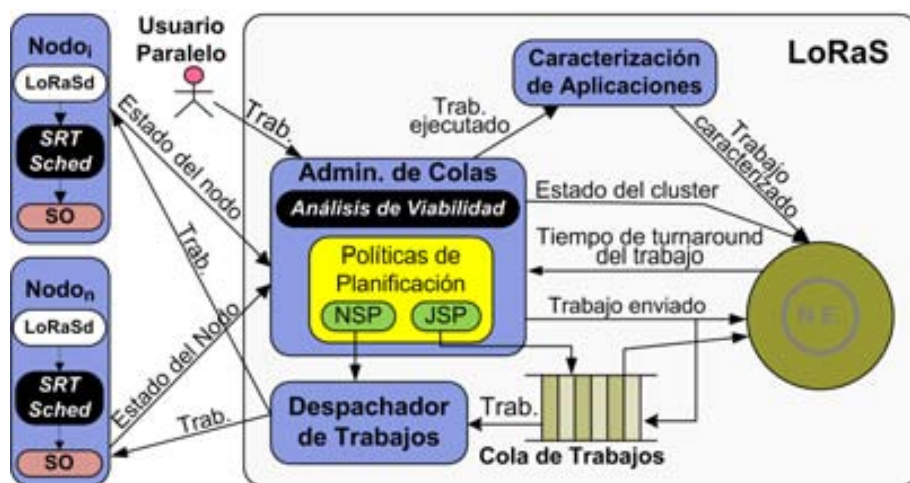 Nodoi
LoRaSd
SRT
Sched
SO
Estado del nodo
Trab.
Nodon
LoRaSd
SRT
Sched
SO
Estado del Nodo
Trab.
Usuario
Paralelo
Trab.
LoRaS
Caracterización
de Aplicaciones
Trab.
ejecutado
Trabajo
caracterizado
Admin. de Colas
Análisis de Viabilidad
Políticas de
Planificación
NSP
JSP
Estado del cluster
Tiempo de turnaround
del trabajo
Trabajo enviado
N.E.
Despachador
de Trabajos
Trab.
Cola de Trabajos